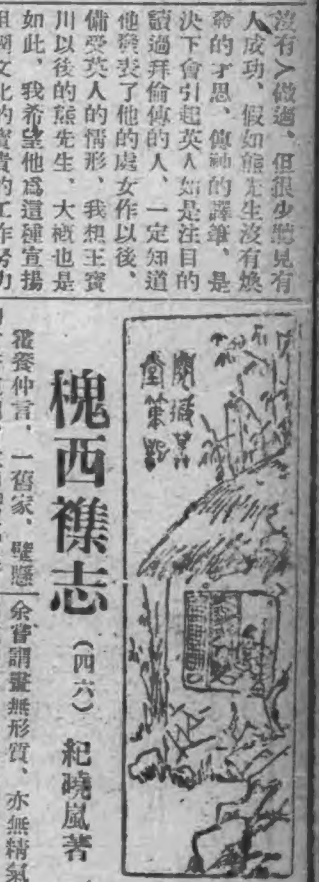 沒有人做過、但很少聽見有
人成功、假如熊先生沒有煥
發的才思、傳神的譯筆、是
決不會引起英人如是注目的
讀過拜倫傳的人、一定知道
他發表了他的處女作以後、
備受英人的情形、我想王寶
川以後的熊先生、大概也是
如此、我希望他爲這種宣揚
祖國文化的寶貴的工作努力
閱微草
堂筆記
槐西襍志
(四六) 紀曉嵐著
霍養仲言、一舊家、壁懸
余嘗謂畫無形質、亦無精氣